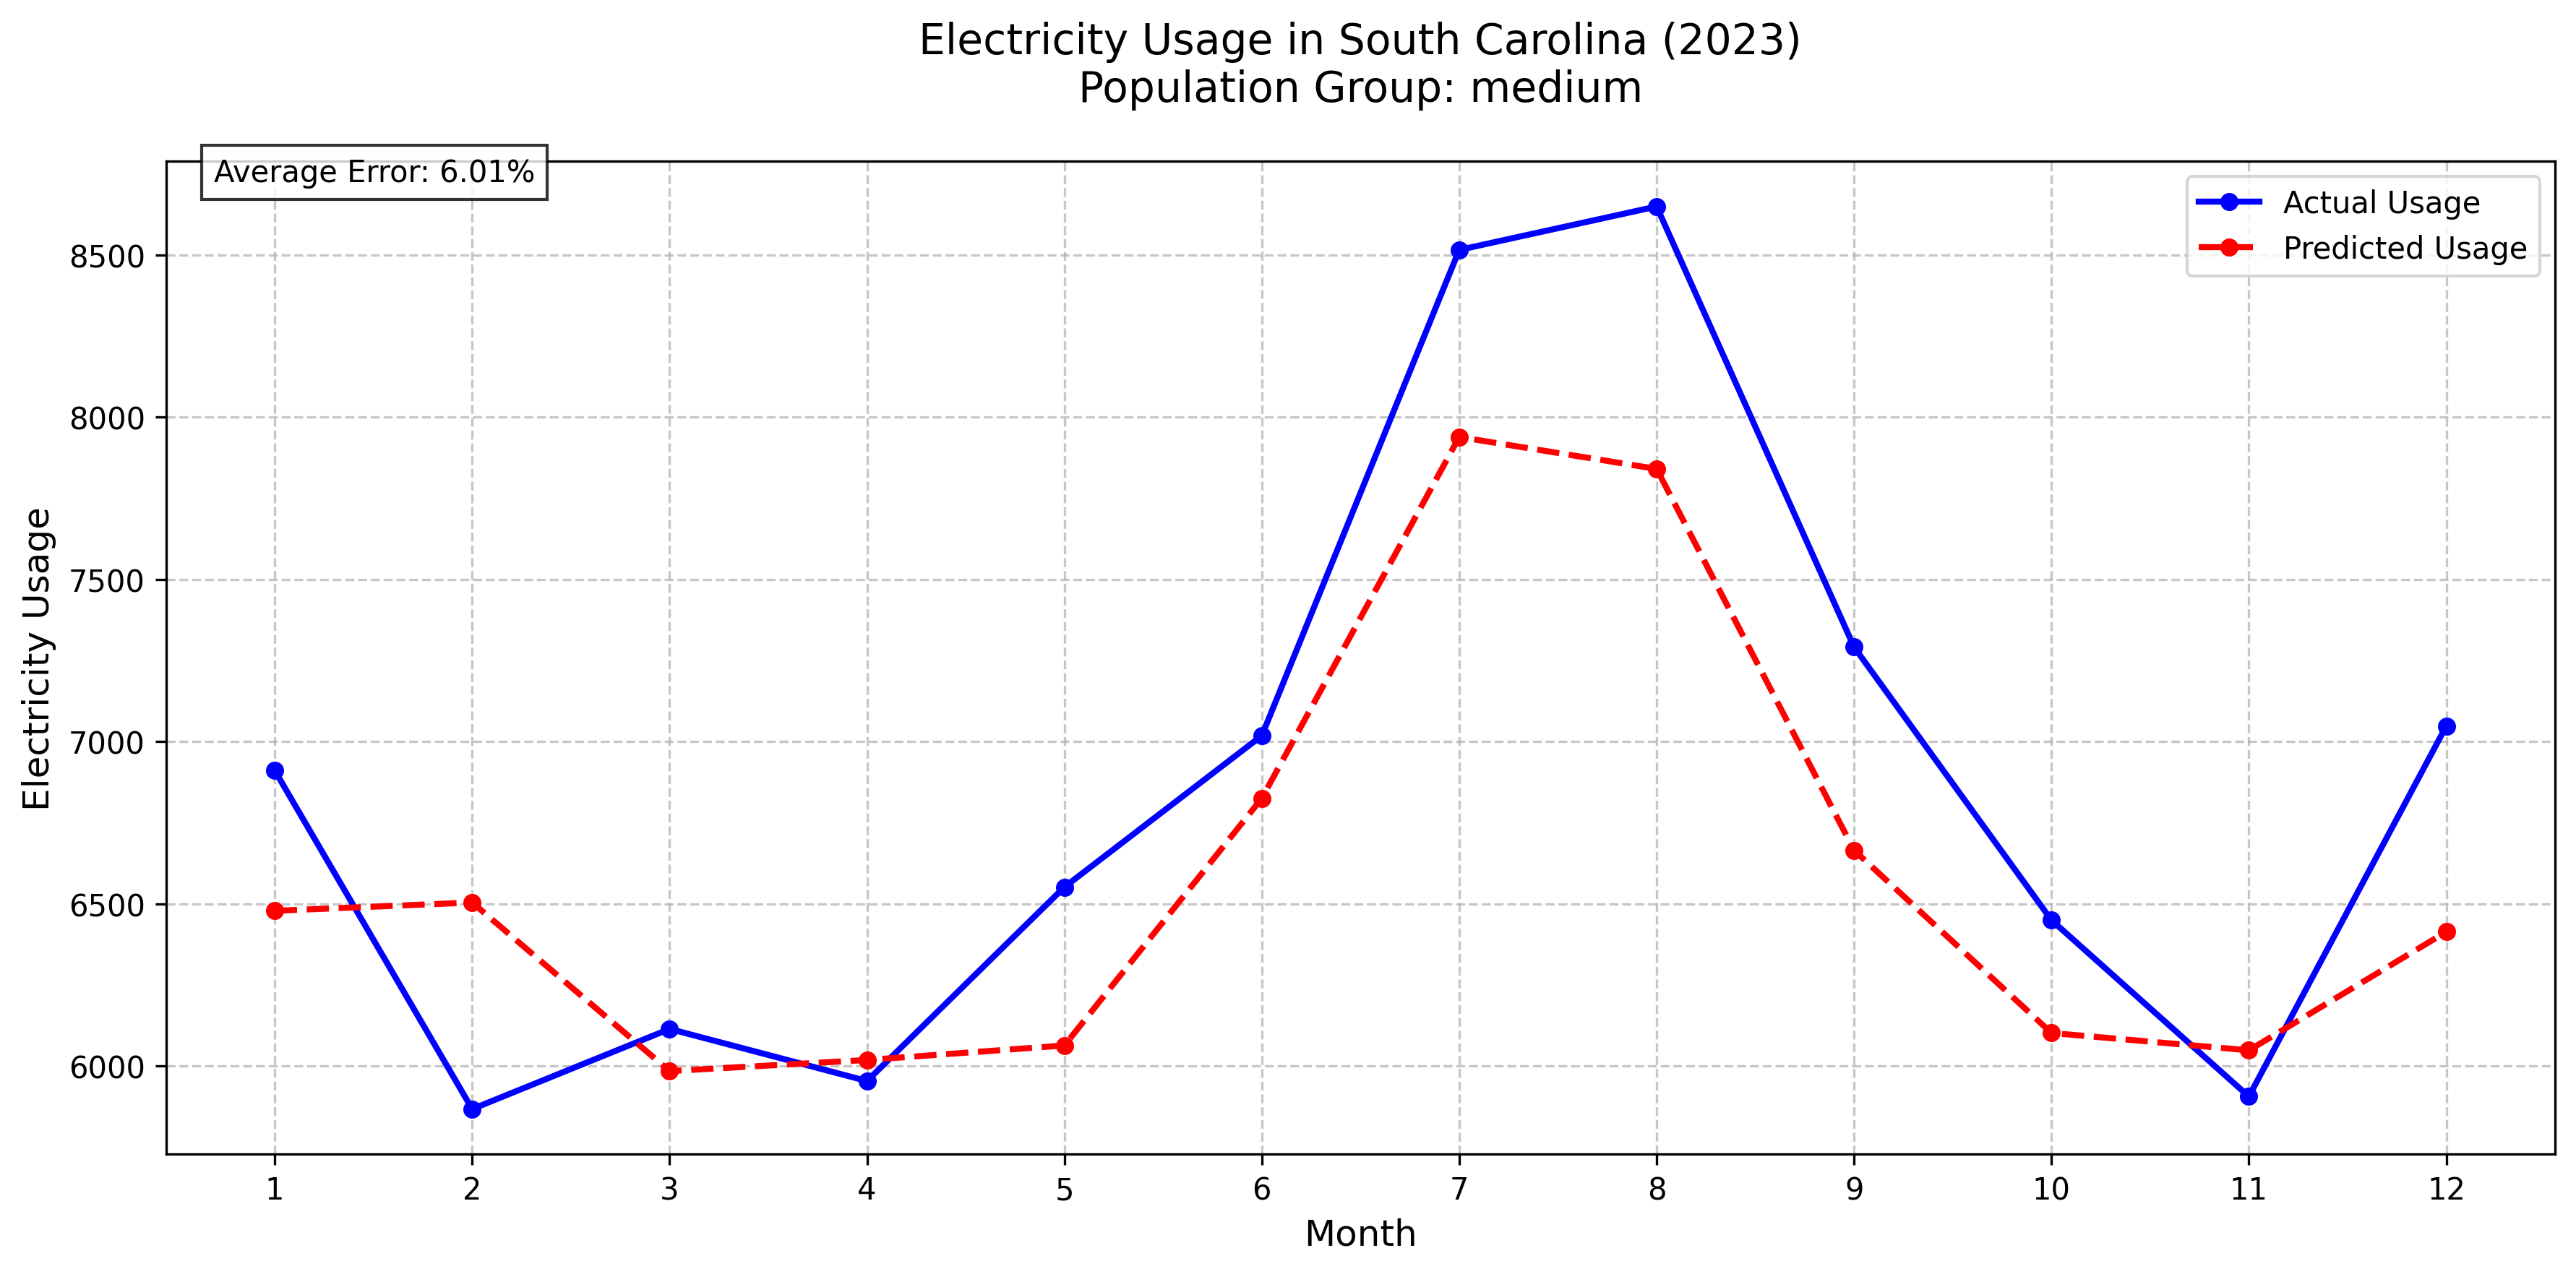 Electricity Usage in South Carolina (2023)
Population Group: medium
Average Error: 6.01%
Actual Usage
Predicted Usage
8500
8000
7500
7000
6500
6000
Electricity Usage
1 2 3 4 5 6 7 8 9 10 11 12
Month